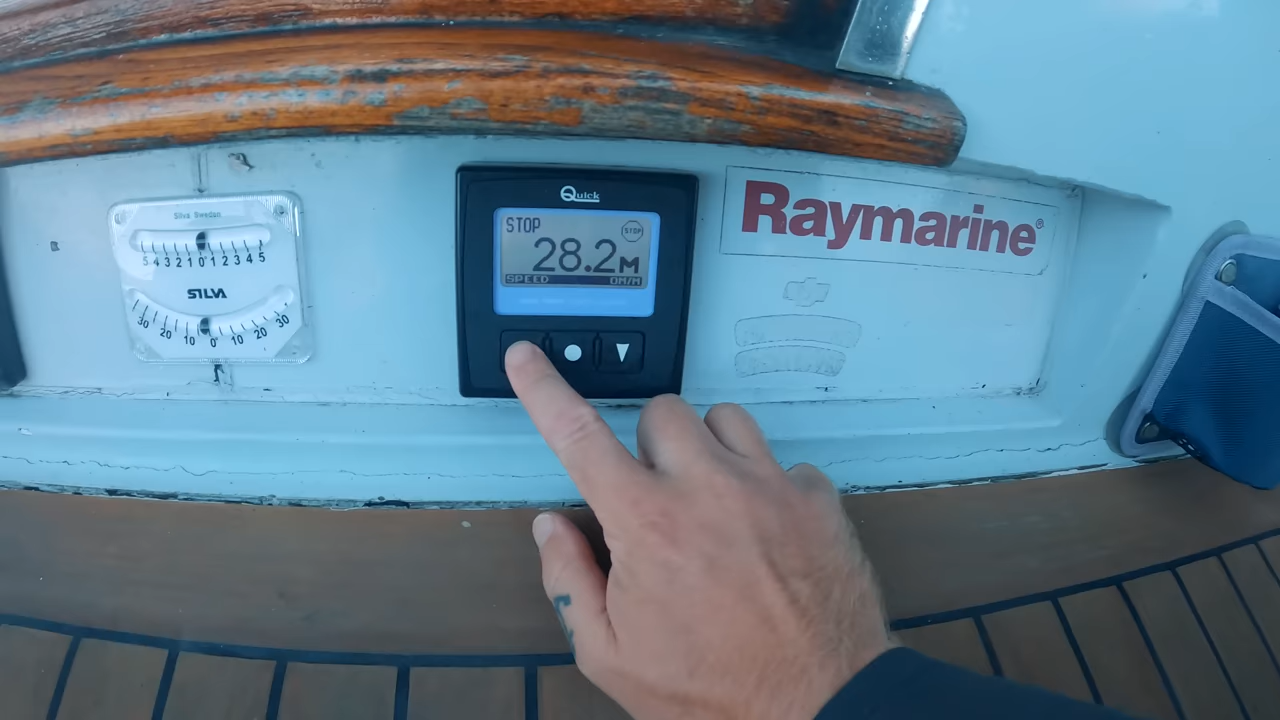 Silva Sweden
5 4 3 2 1 0 1 2 3 4 5
SILVA
30 20 10 0° 10 20 30
Quick
STOP
STOP
28.2M
SPEED 0M/M
Raymarine®